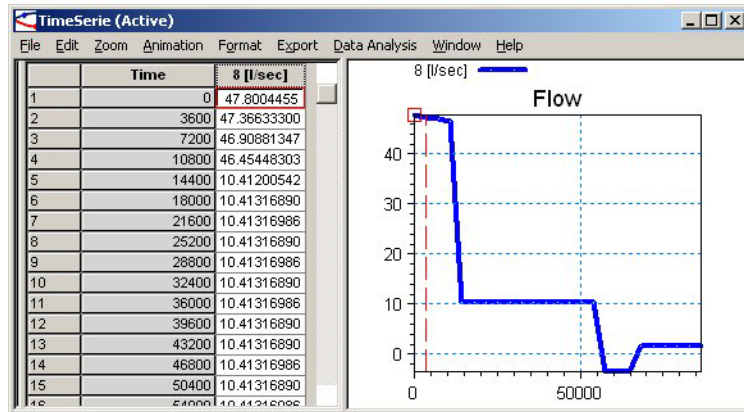 TimeSerie (Active)
File Edit Zoom Animation Format Export Data Analysis Window Help
Time 8 [l/sec]
1 0 47.8004455
2 3600 47.36633300
3 7200 46.90881347
4 10800 46.45448303
5 14400 10.41200542
6 18000 10.41316890
7 21600 10.41316986
8 25200 10.41316890
9 28800 10.41316986
10 32400 10.41316890
11 36000 10.41316986
12 39600 10.41316890
13 43200 10.41316890
14 46800 10.41316986
15 50400 10.41316890
16 54000 10.41316986
8 [l/sec]
Flow
40
30
20
10
0
0 50000